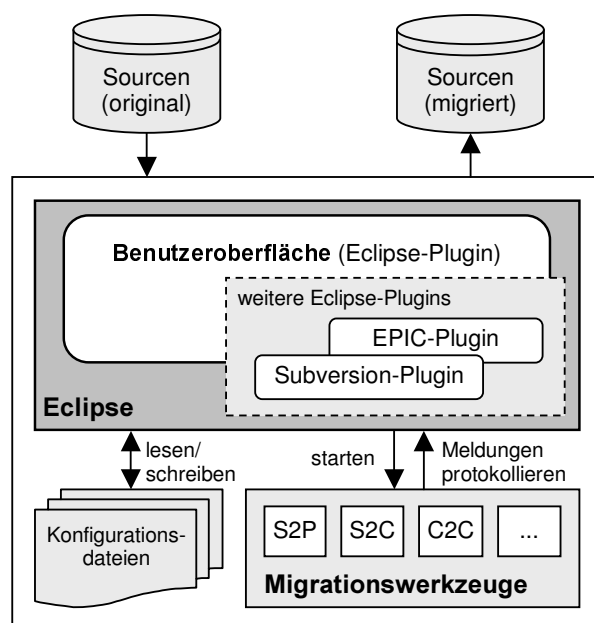 Sourcen
(original)
Sourcen
(migriert)
Benutzeroberfläche (Eclipse-Plugin)
weitere Eclipse-Plugins
EPIC-Plugin
Subversion-Plugin
Eclipse
lesen/
schreiben
starten
Meldungen
protokollieren
Konfigurations-
dateien
S2P
S2C
C2C
...
Migrationswerkzeuge